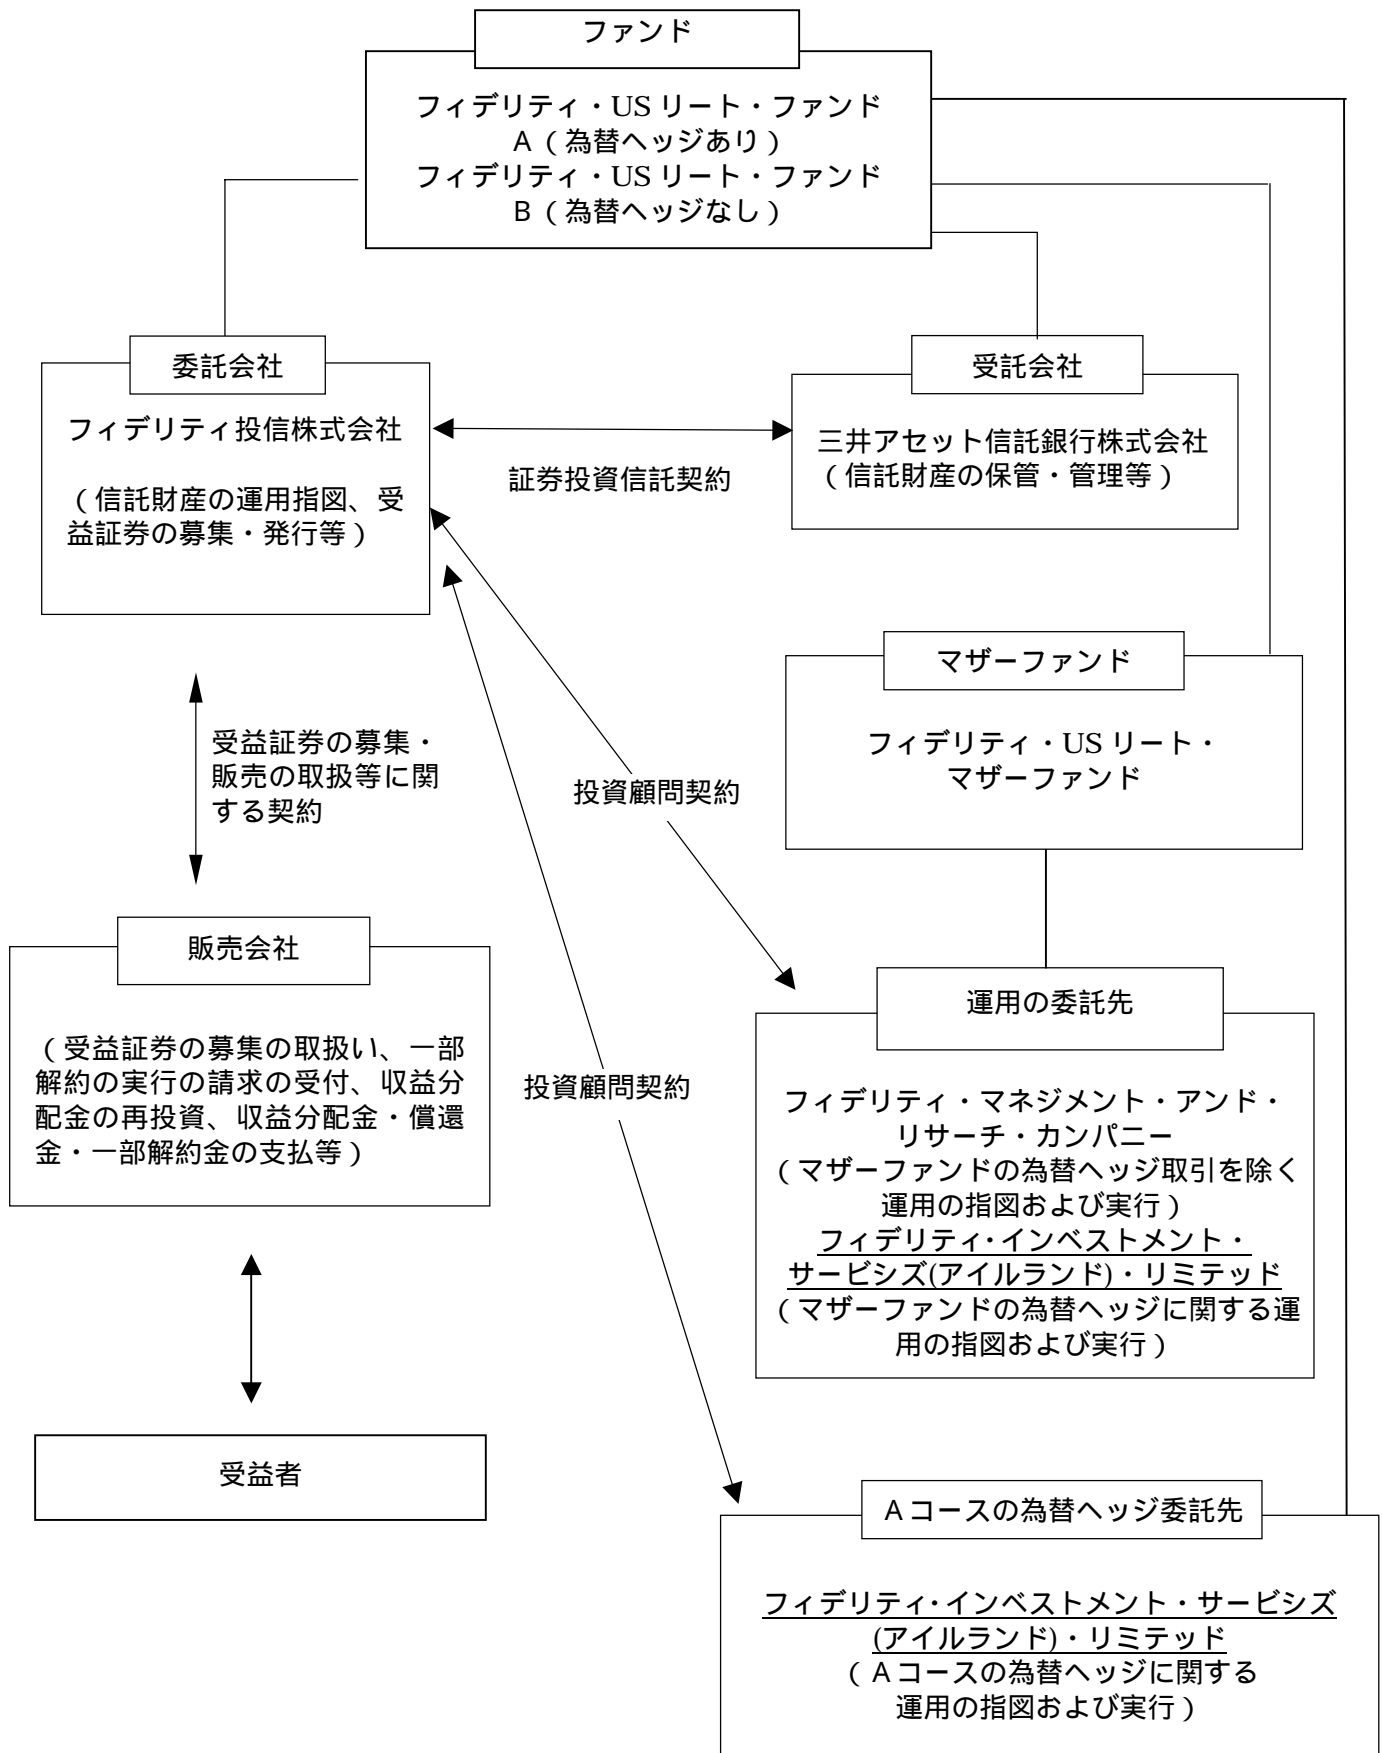 ファンド
フィデリティ・US リート・ファンド
A(為替ヘッジあり)
フィデリティ・US リート・ファンド
B(為替ヘッジなし)
委託会社
フィデリティ投信株式会社
(信託財産の運用指図、受
益証券の募集・発行等)
証券投資信託契約
受託会社
三井アセット信託銀行株式会社
(信託財産の保管・管理等)
マザーファンド
フィデリティ・US リート・
マザーファンド
受益証券の募集・
販売の取扱等に関
する契約
投資顧問契約
販売会社
(受益証券の募集の取扱い、一部
解約の実行の請求の受付、収益分
配金の再投資、収益分配金・償還
金・一部解約金の支払等)
投資顧問契約
運用の委託先
フィデリティ・マネジメント・アンド・
リサーチ・カンパニー
(マザーファンドの為替ヘッジ取引を除く
運用の指図および実行)
フィデリティ・インベストメント・
サービシズ(アイルランド)・リミテッド
(マザーファンドの為替ヘッジに関する運
用の指図および実行)
受益者
Aコースの為替ヘッジ委託先
フィデリティ・インベストメント・サービシズ
(アイルランド)・リミテッド
(Aコースの為替ヘッジに関する
運用の指図および実行)